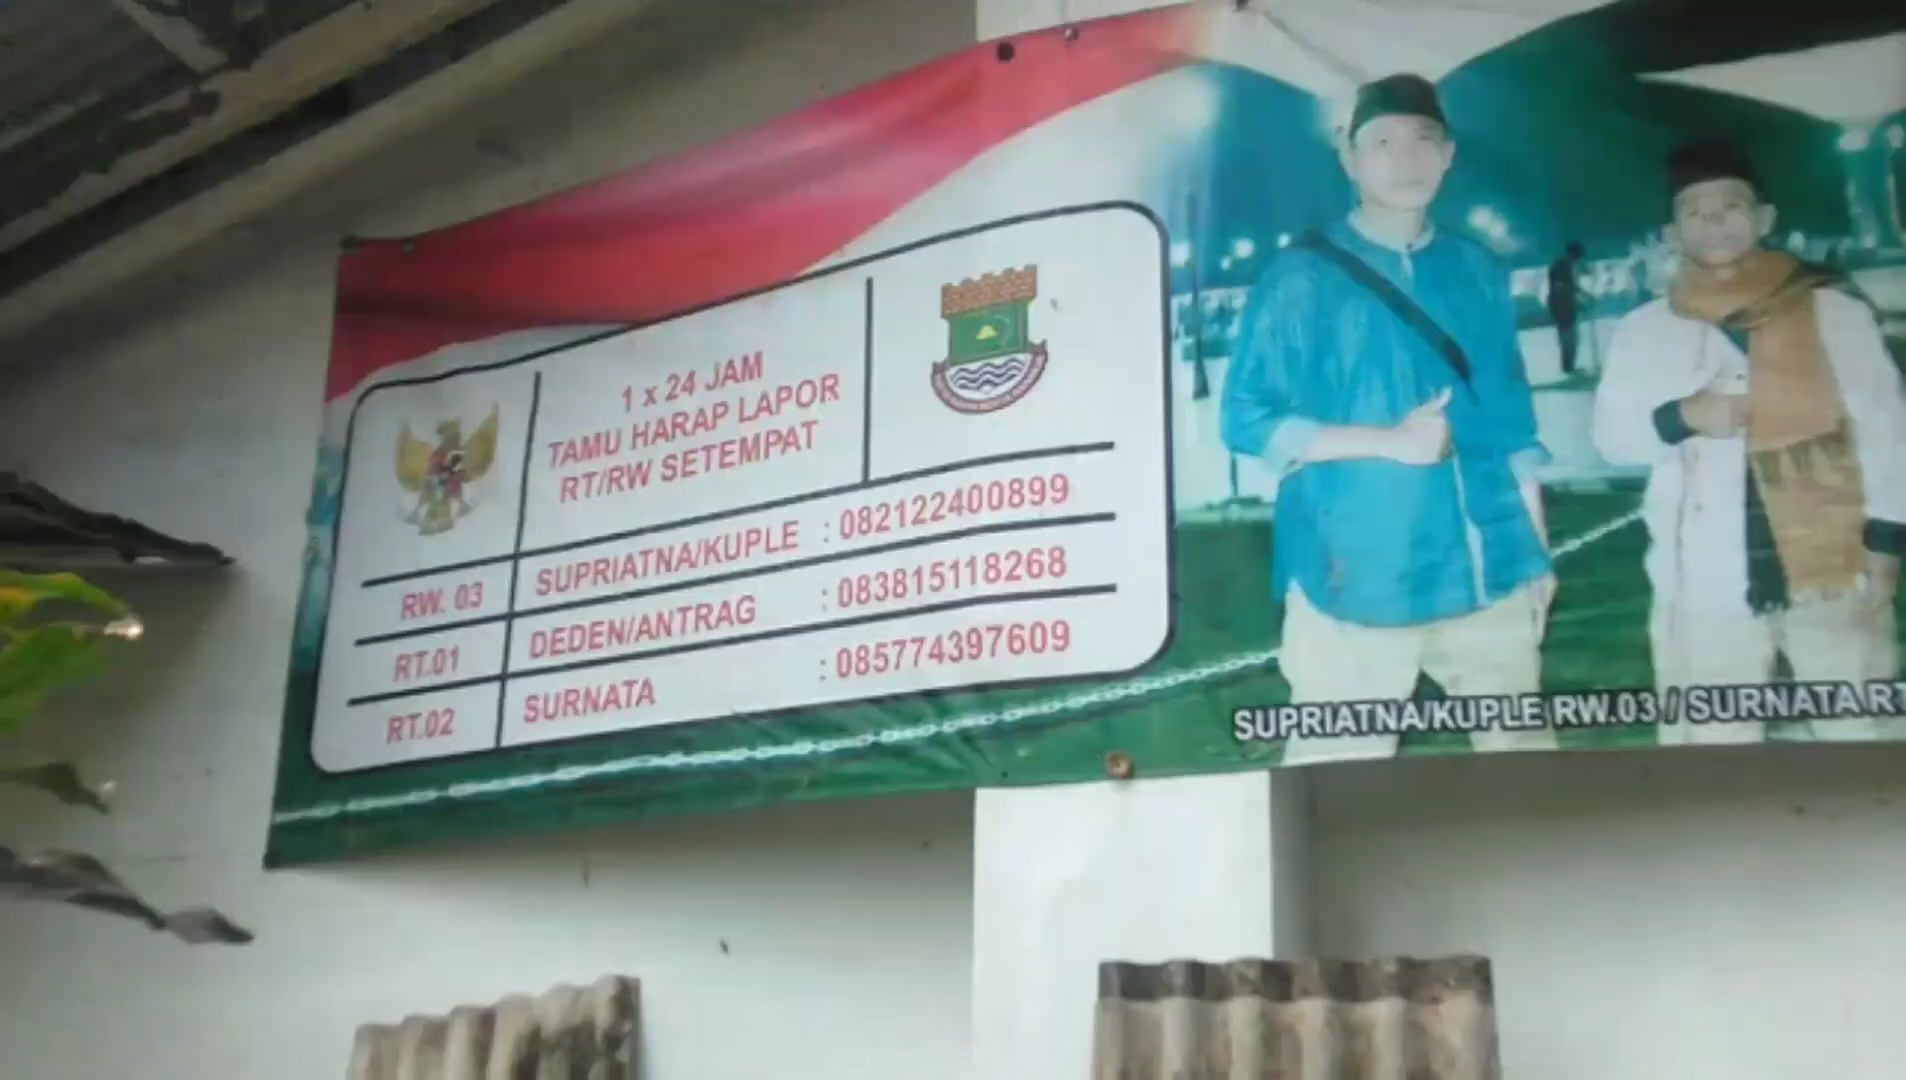 1 x 24 JAM
TAMU HARAP LAPOR
RT/RW SETEMPAT
RW. 03 SUPRIATNA/KUPLE : 082122400899
RT.01 DEDEN/ANTRAG : 083815118268
RT.02 SURNATA : 085774397609
SUPRIATNA/KUPLE RW.03 / SURNATA RT